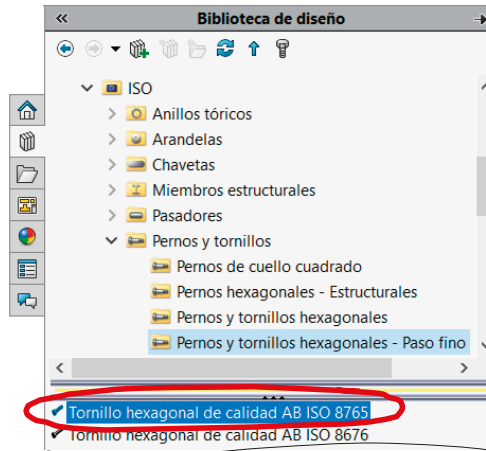 Biblioteca de diseño
ISO
Anillos tóricos
Arandelas
Chavetas
Miembros estructurales
Pasadores
Pernos y tornillos
Pernos de cuello cuadrado
Pernos hexagonales - Estructurales
Pernos y tornillos hexagonales
Pernos y tornillos hexagonales - Paso fino
Tornillo hexagonal de calidad AB ISO 8765
Tornillo hexagonal de calidad AB ISO 8676